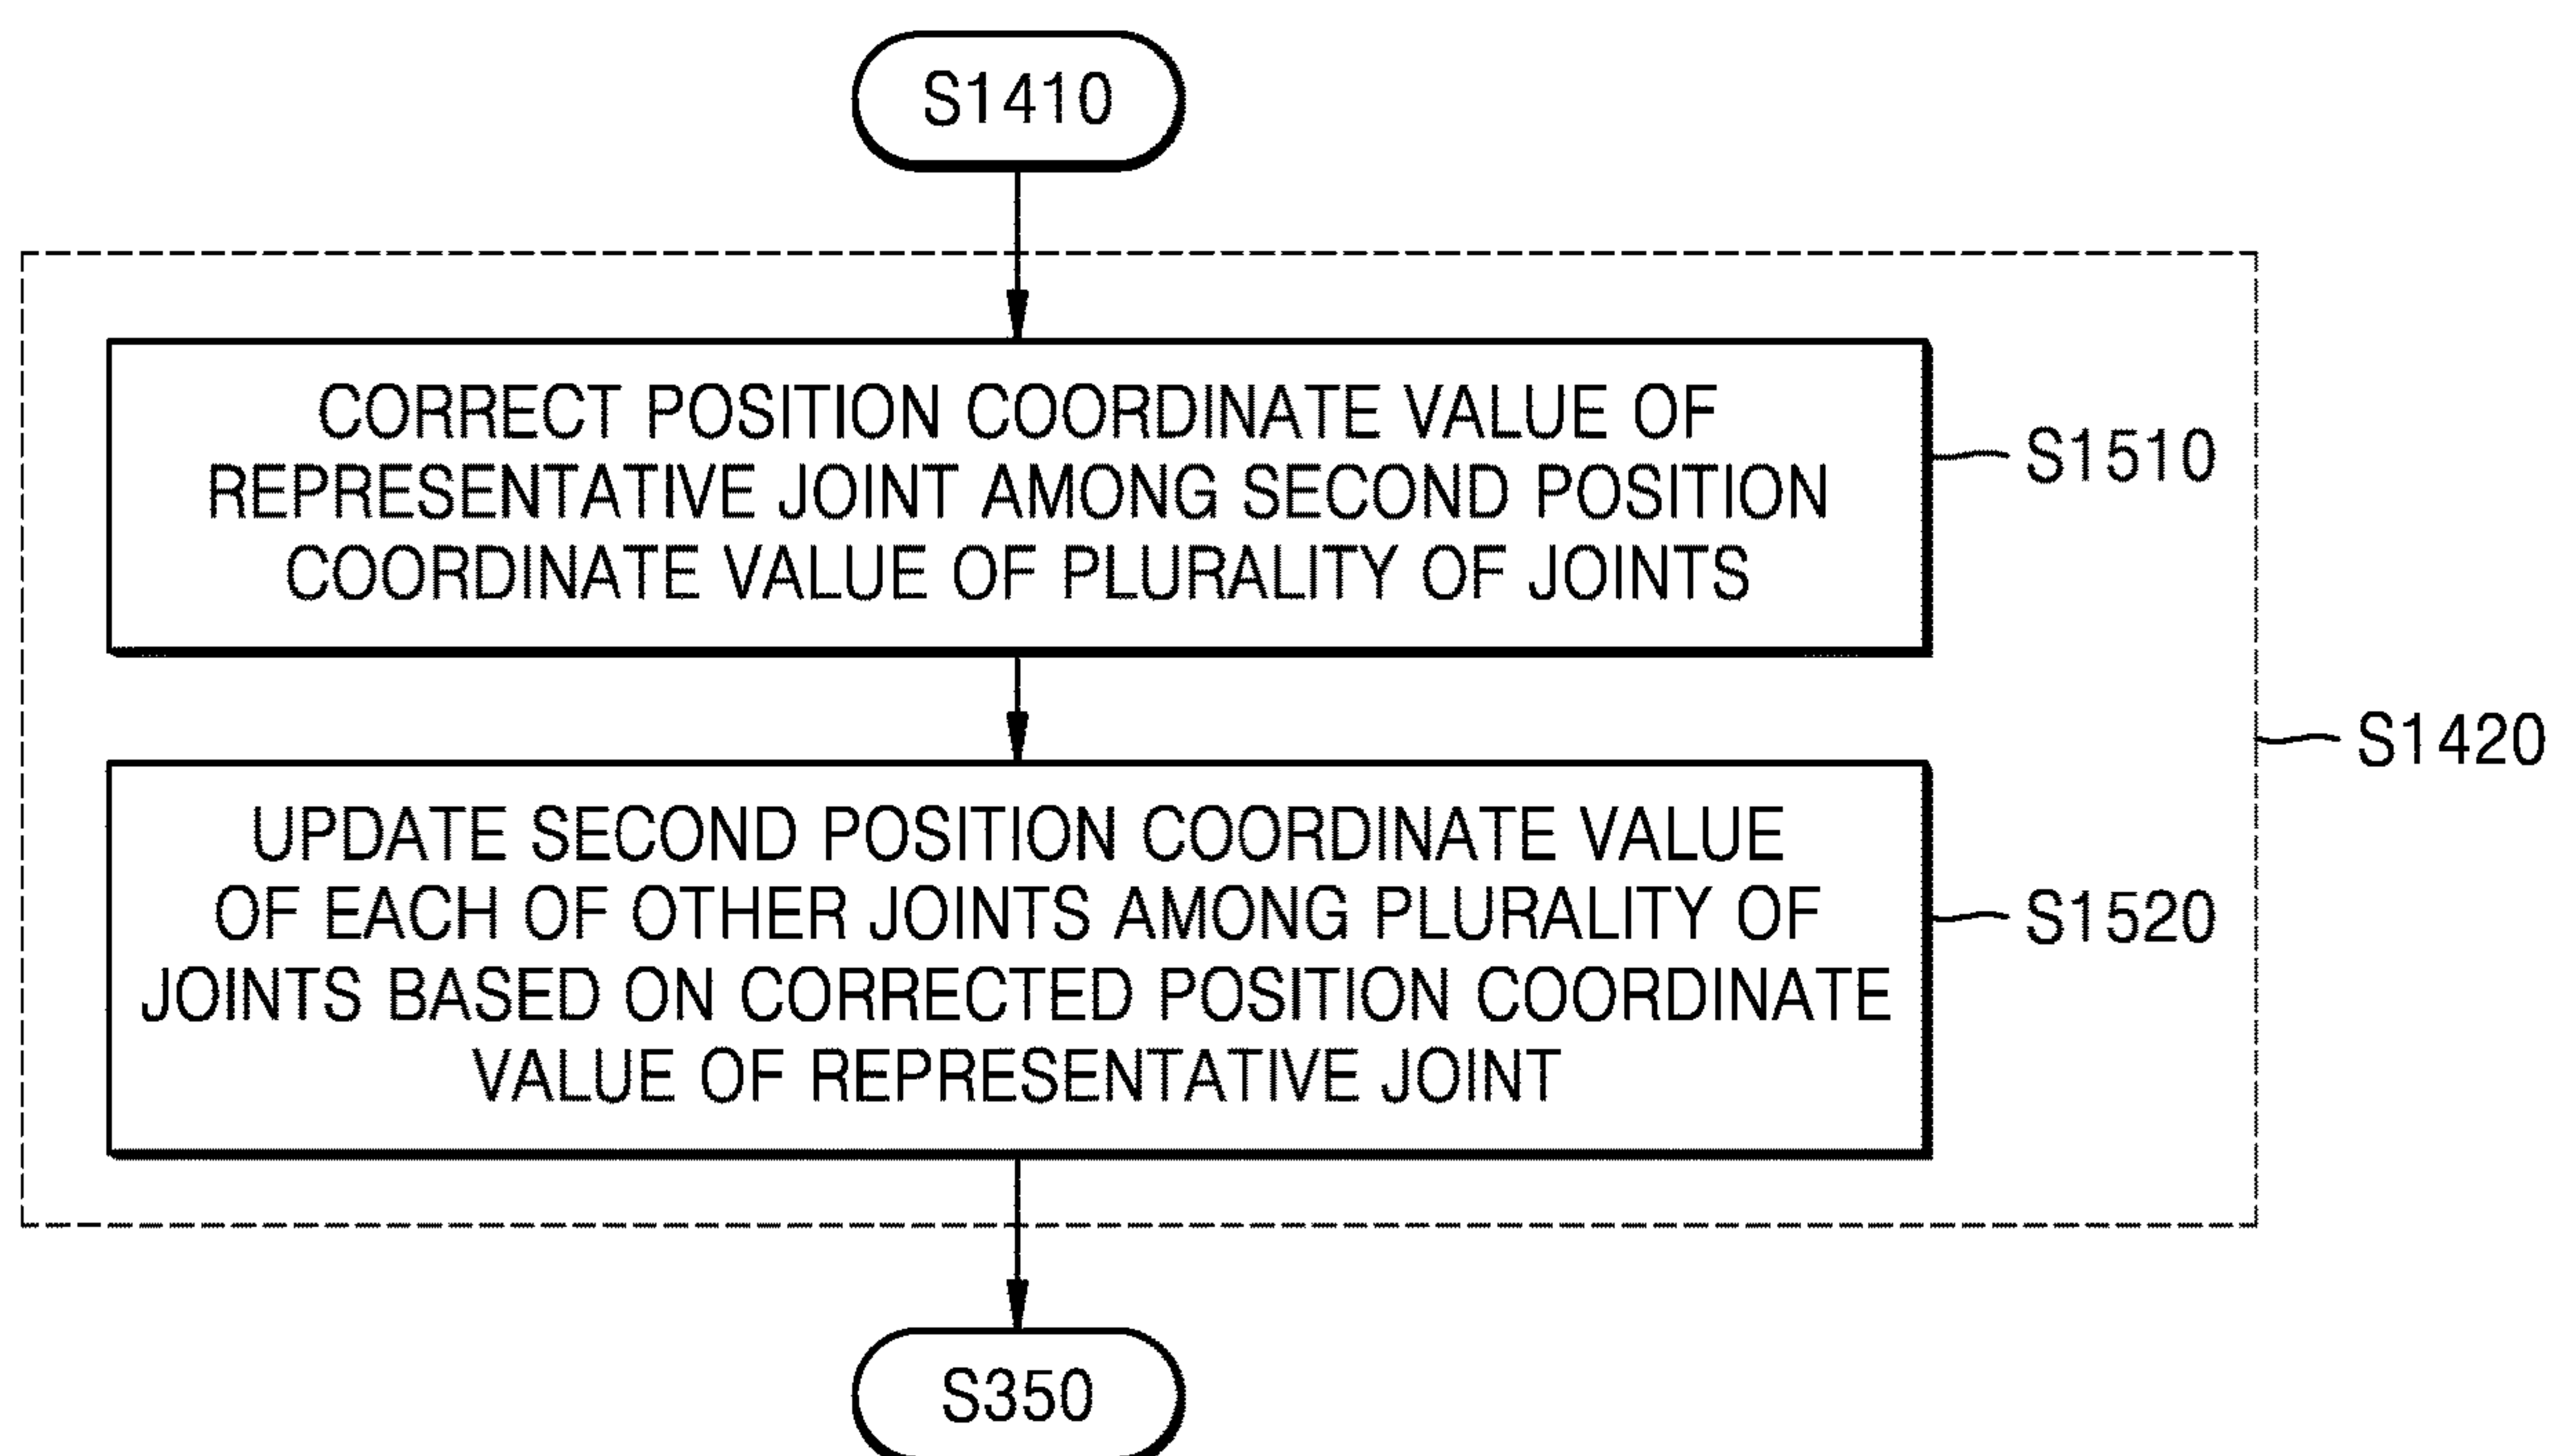 S1410
CORRECT POSITION COORDINATE VALUE OF
REPRESENTATIVE JOINT AMONG SECOND POSITION
COORDINATE VALUE OF PLURALITY OF JOINTS
S1510
S1420
UPDATE SECOND POSITION COORDINATE VALUE
OF EACH OF OTHER JOINTS AMONG PLURALITY OF
JOINTS BASED ON CORRECTED POSITION COORDINATE
VALUE OF REPRESENTATIVE JOINT
S1520
S350